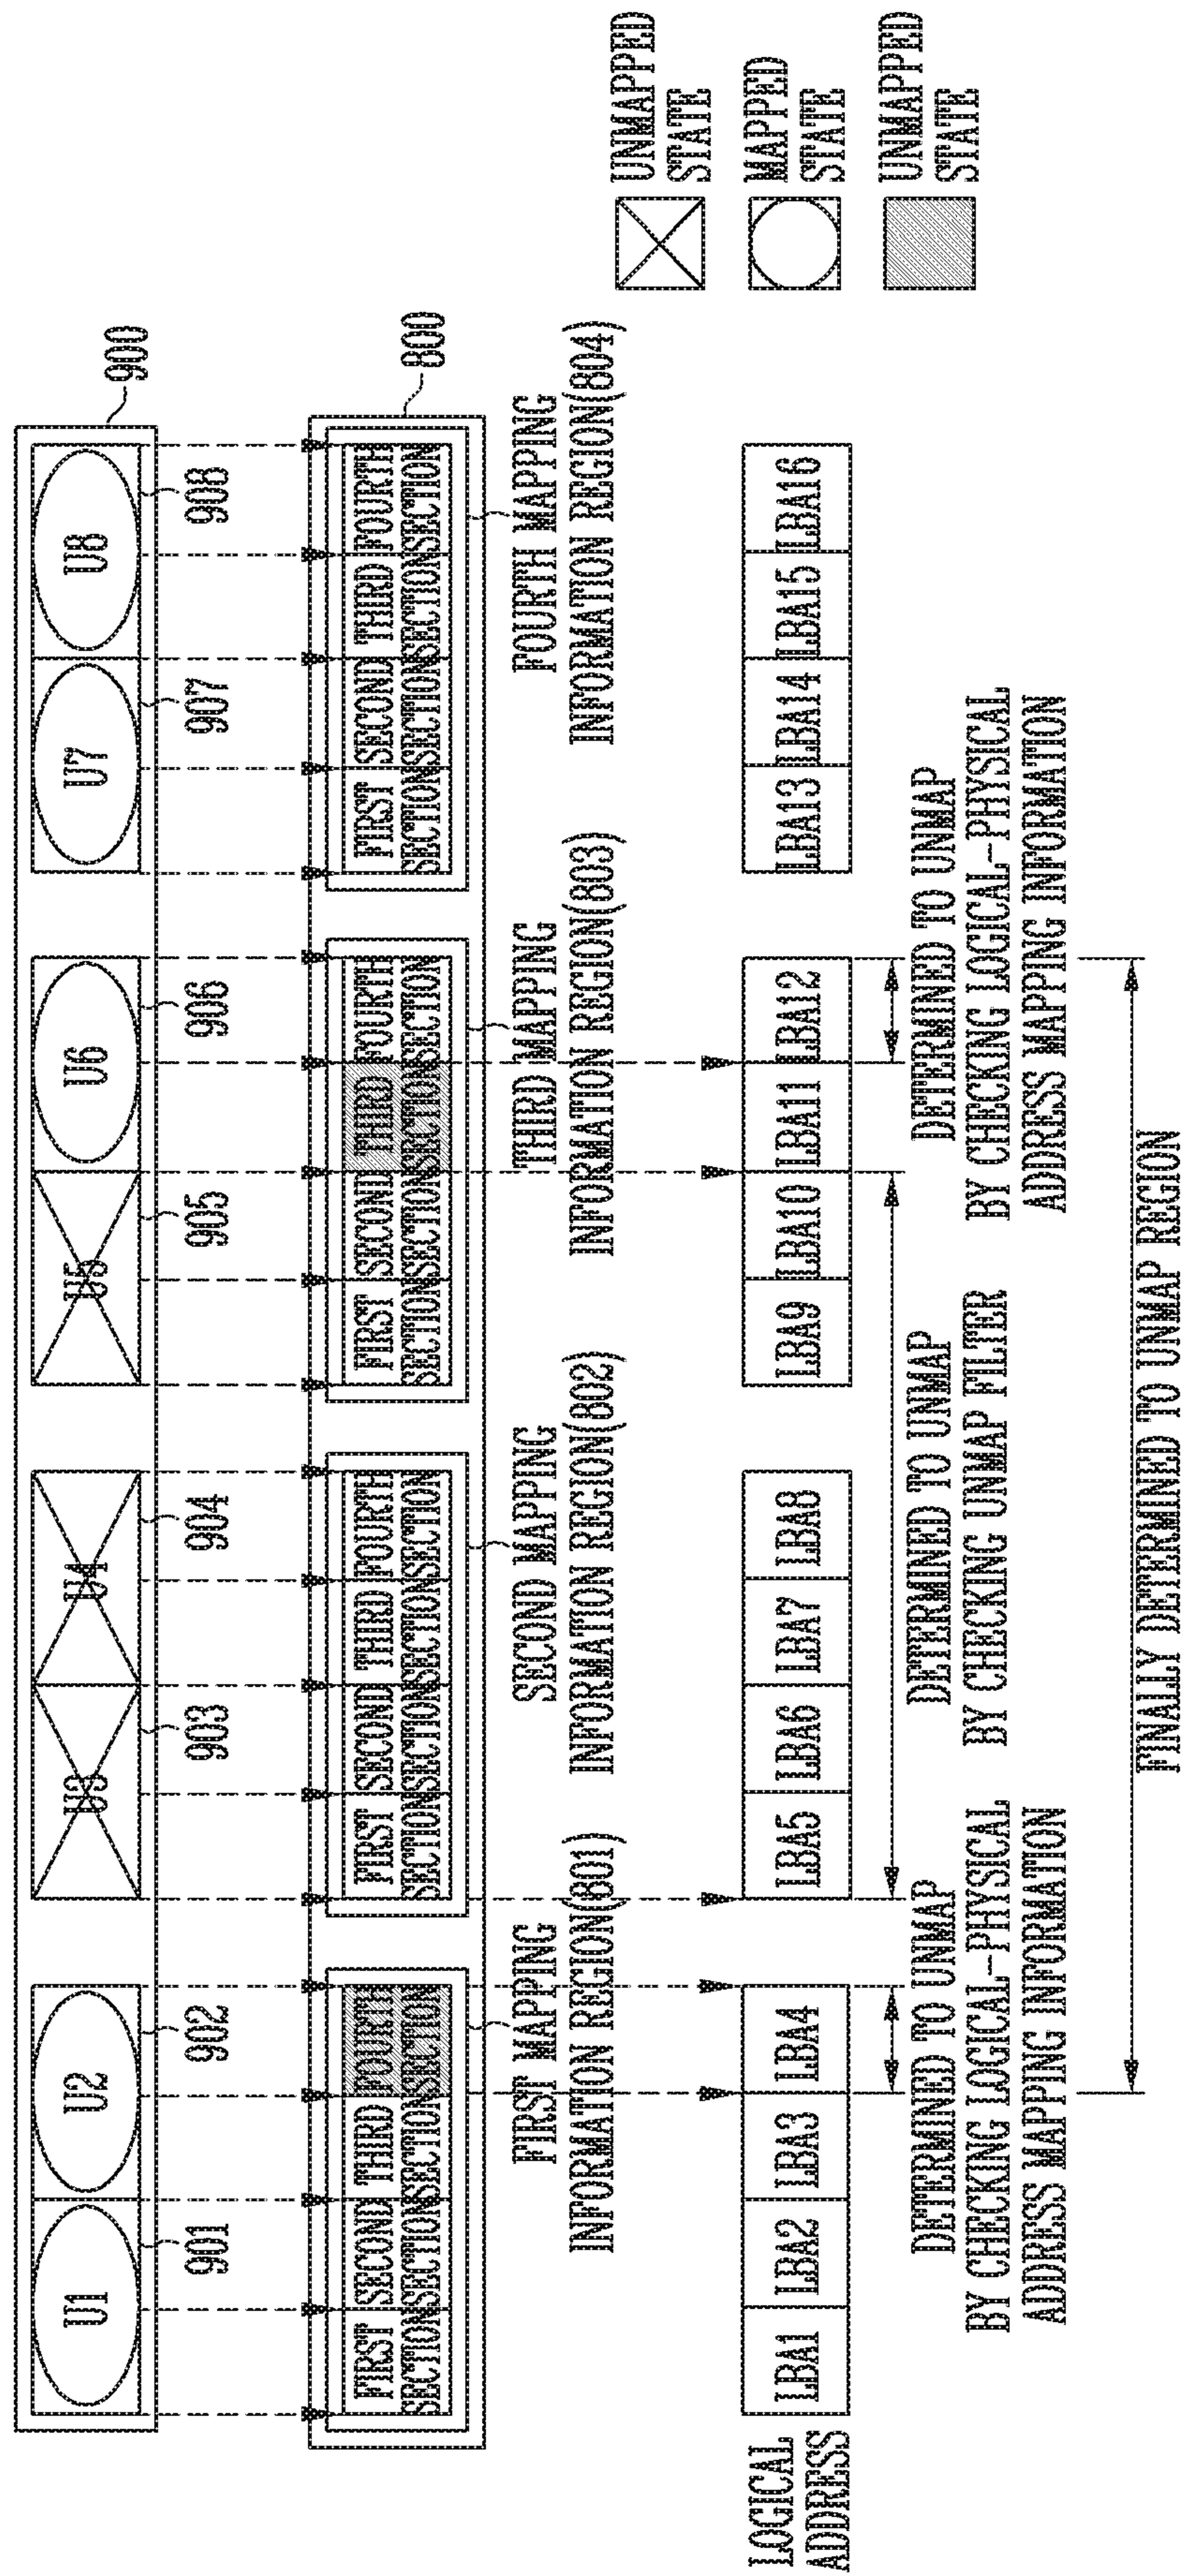 U1
U2
U3
U4
U5
U6
U7
U8
900
901
902
903
904
905
906
907
908
800
FIRST SECTION
SECOND SECTION
THIRD SECTION
FOURTH SECTION
FIRST SECTION
SECOND SECTION
THIRD SECTION
FOURTH SECTION
FIRST SECTION
SECOND SECTION
THIRD SECTION
FOURTH SECTION
FIRST SECTION
SECOND SECTION
THIRD SECTION
FOURTH SECTION
FIRST MAPPING
INFORMATION REGION(801)
SECOND MAPPING
INFORMATION REGION(802)
THIRD MAPPING
INFORMATION REGION(803)
FOURTH MAPPING
INFORMATION REGION(804)
LOGICAL
ADDRESS
LBA1
LBA2
LBA3
LBA4
LBA5
LBA6
LBA7
LBA8
LBA9
LBA10
LBA11
LBA12
LBA13
LBA14
LBA15
LBA16
DETERMINED TO UNMAP
BY CHECKING LOGICAL-PHYSICAL
ADDRESS MAPPING INFORMATION
DETERMINED TO UNMAP
BY CHECKING UNMAP FILTER
DETERMINED TO UNMAP
BY CHECKING LOGICAL-PHYSICAL
ADDRESS MAPPING INFORMATION
FINALLY DETERMINED TO UNMAP REGION
UNMAPPED
STATE
MAPPED
STATE
UNMAPPED
STATE